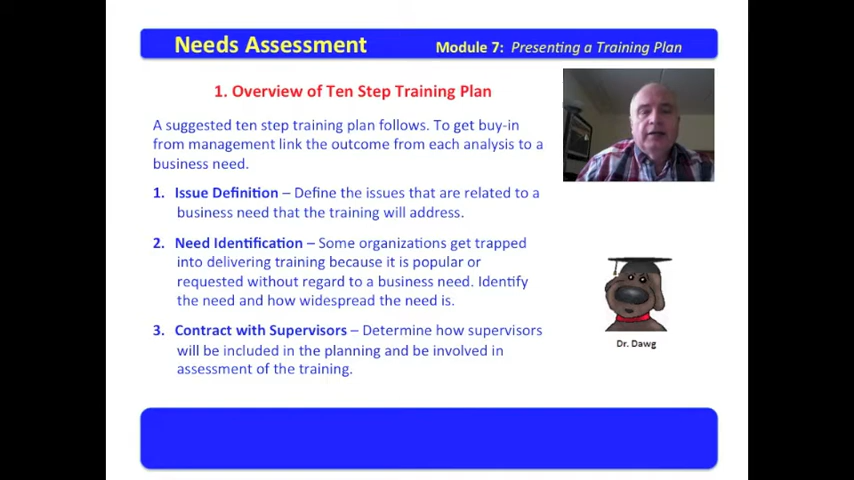 Needs Assessment
Module 7: Presenting a Training Plan
1. Overview of Ten Step Training Plan
A suggested ten step training plan follows. To get buy-in
from management link the outcome from each analysis to a
business need.
1. Issue Definition – Define the issues that are related to a
business need that the training will address.
2. Need Identification – Some organizations get trapped
into delivering training because it is popular or
requested without regard to a business need. Identify
the need and how widespread the need is.
3. Contract with Supervisors – Determine how supervisors
will be included in the planning and be involved in
assessment of the training.
Dr. Dawg